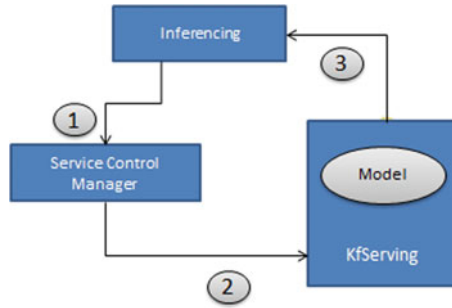 Inferencing
3
1
Service Control
Manager
Model
KfServing
2